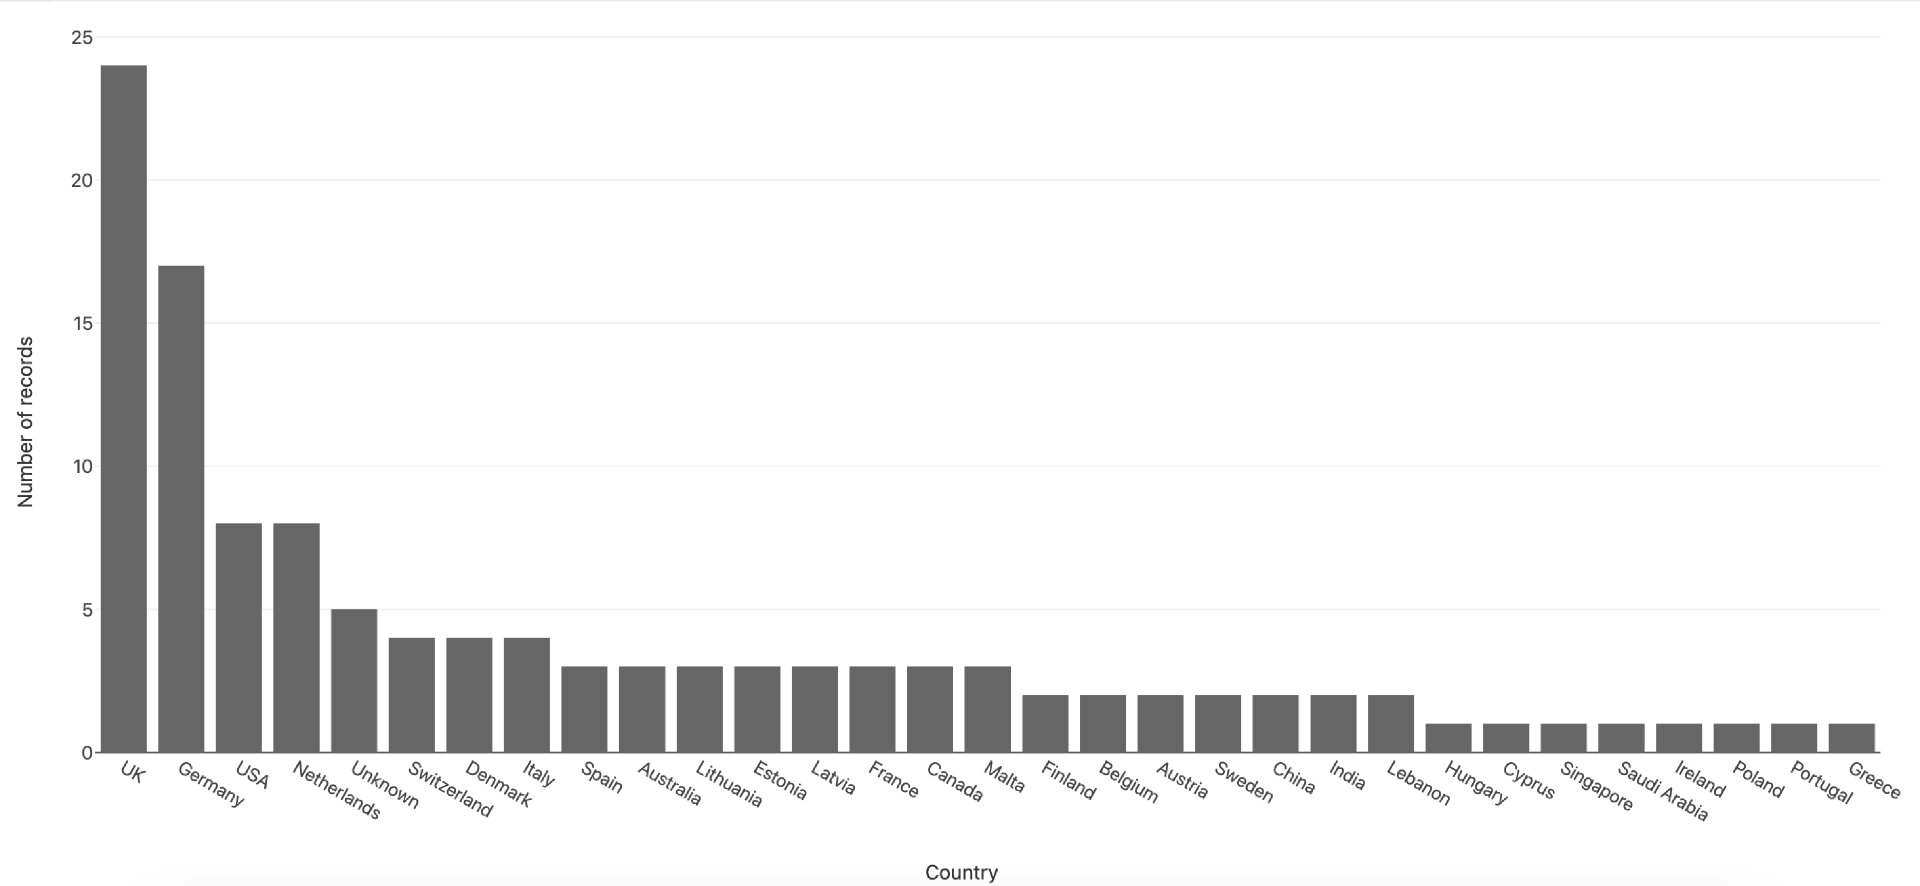 25
20
15
10
5
0
Number of records
UK
Germany
USA
Netherlands
Unknown
Switzerland
Denmark
Italy
Spain
Australia
Lithuania
Estonia
Latvia
France
Canada
Malta
Finland
Belgium
Austria
Sweden
China
India
Lebanon
Hungary
Cyprus
Singapore
Saudi Arabia
Ireland
Poland
Portugal
Greece
Country